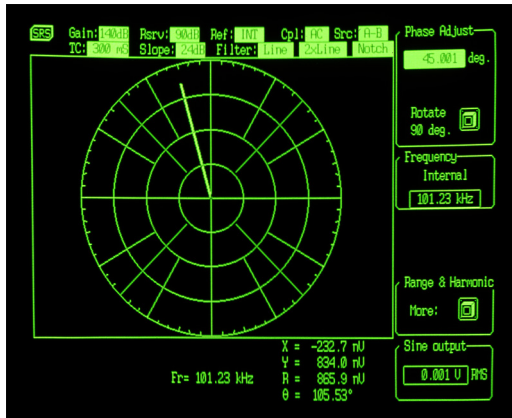 SRS Gain: 140dB Rsrv: 90dB Ref: INT Cpl: AC Src: A-B
TC: 300 mS Slope: 24dB Filter: Line 2xLine Notch
Phase Adjust
45.001 deg.
Rotate
90 deg.
Frequency
Internal
101.23 kHz
Range & Harmonic
More:
Sine output
0.001 V RMS
X = -232.7 nV
Y = 834.0 nV
Fr= 101.23 kHz R = 865.9 nV
θ = 105.53°